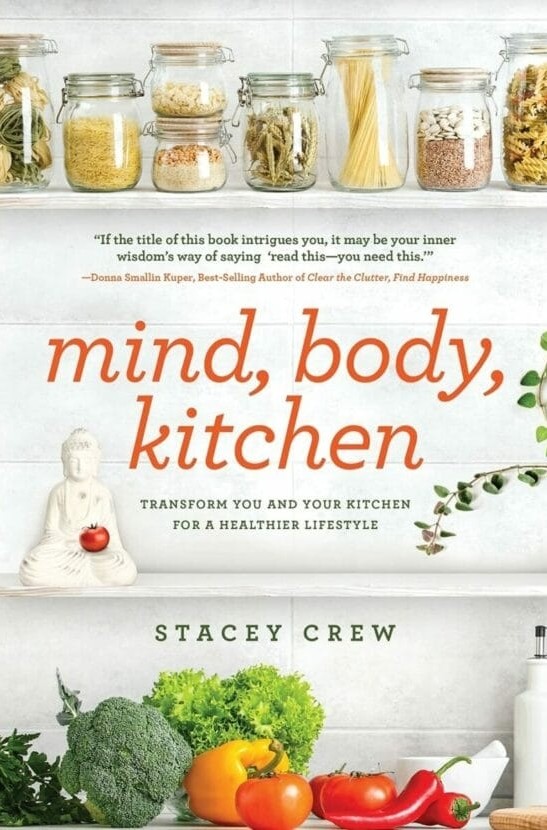 “If the title of this book intrigues you, it may be your inner
wisdom’s way of saying ‘read this—you need this.’”
—Donna Smallin Kuper, Best-Selling Author of Clear the Clutter, Find Happiness
mind, body,
kitchen
TRANSFORM YOU AND YOUR KITCHEN
FOR A HEALTHIER LIFESTYLE
STACEY CREW